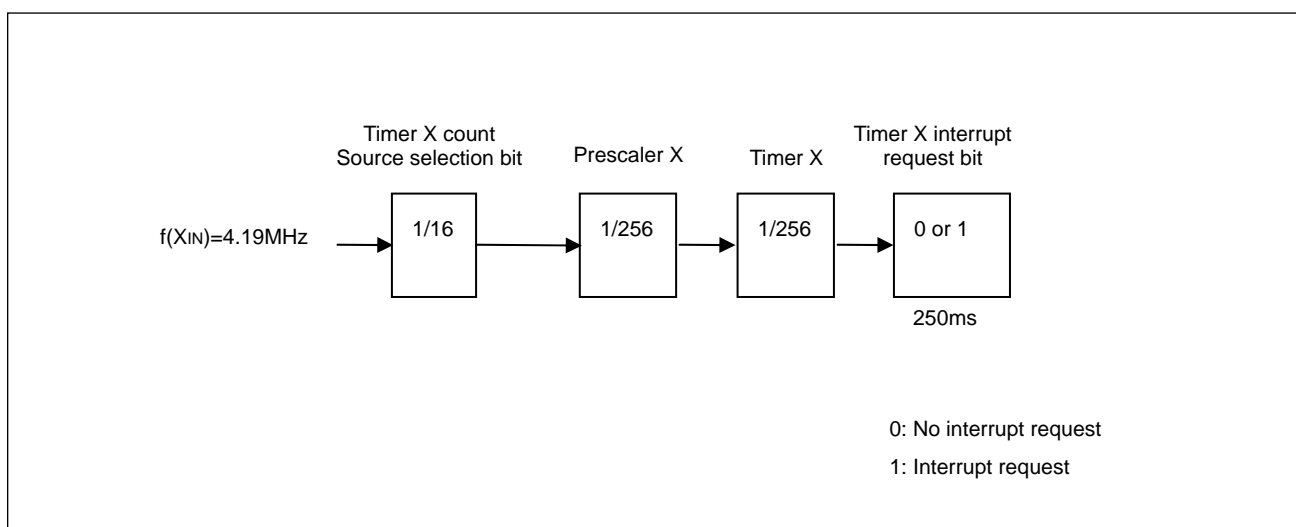 Timer X count
Source selection bit
Prescaler X
Timer X
Timer X interrupt
request bit
f(XIN)=4.19MHz
1/16
1/256
1/256
0 or 1
250ms
0: No interrupt request
1: Interrupt request